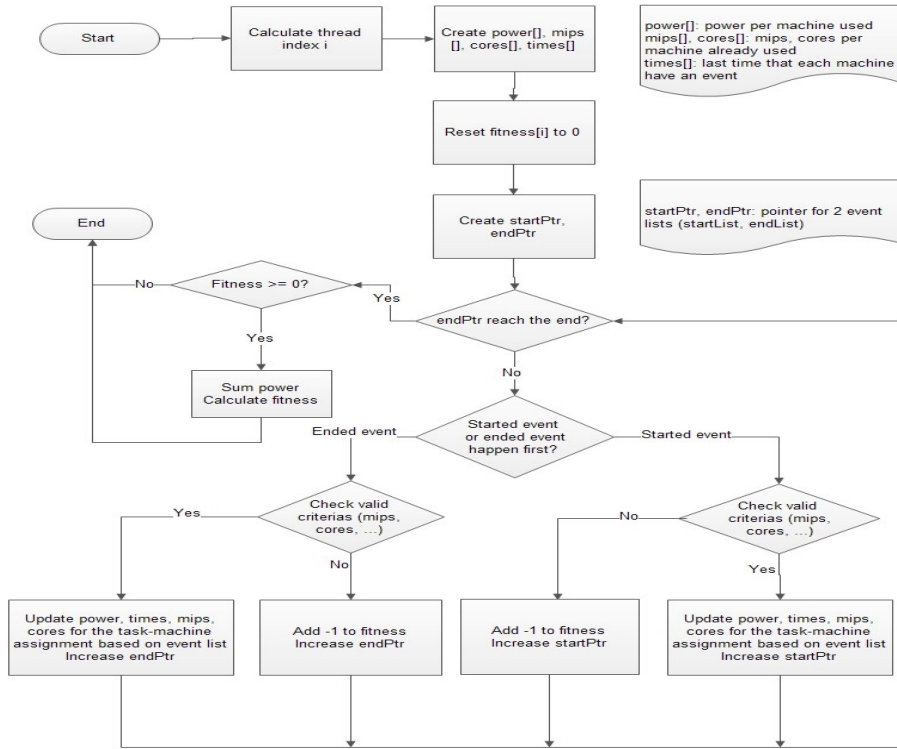 Start
Calculate thread
index i
Create power[], mips
[], cores[], times[]
power[]: power per machine used
mips[], cores[]: mips, cores per
machine already used
times[]: last time that each machine
have an event
Reset fitness[i] to 0
Create startPtr,
endPtr
startPtr, endPtr: pointer for 2 event
lists (startList, endList)
End
No
Fitness >= 0?
Yes
endPtr reach the end?
Yes
No
Sum power
Calculate fitness
Ended event
Started event
or ended event
happen first?
Started event
Yes
Check valid
criterias (mips,
cores, ...)
No
No
Check valid
criterias (mips,
cores, ...)
Yes
Update power, times, mips,
cores for the task-machine
assignment based on event list
Increase endPtr
Add -1 to fitness
Increase endPtr
Add -1 to fitness
Increase startPtr
Update power, times, mips,
cores for the task-machine
assignment based on event list
Increase startPtr